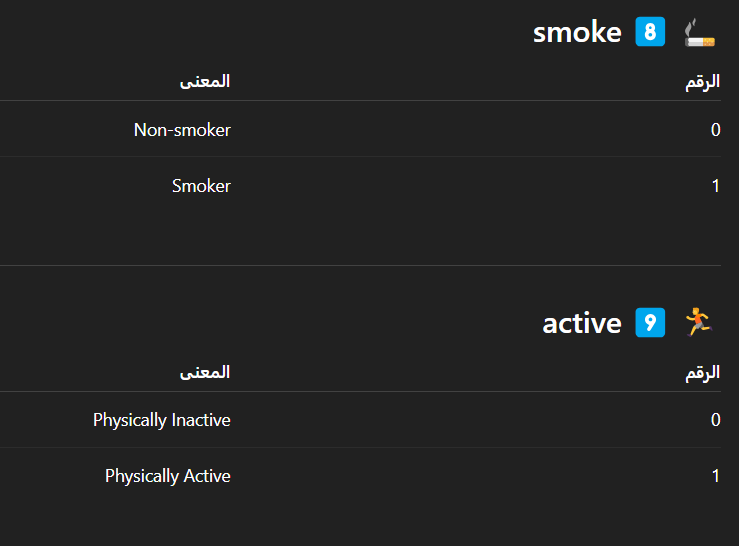 🚬 8️⃣ smoke
الرقم المعنى
0 Non-smoker
1 Smoker
🏃 9️⃣ active
الرقم المعنى
0 Physically Inactive
1 Physically Active